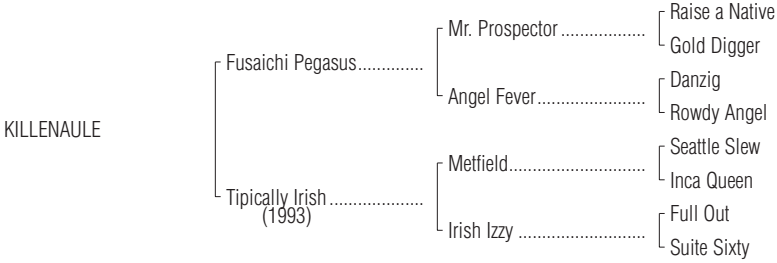 Raise a Native
Mr. Prospector ....................
Gold Digger
Fusaichi Pegasus..............
Danzig
Angel Fever.........................
Rowdy Angel
KILLENAULE
Seattle Slew
Metfield................................
Inca Queen
Tipically Irish ....................
(1993)
Full Out
Irish Izzy ..............................
Suite Sixty